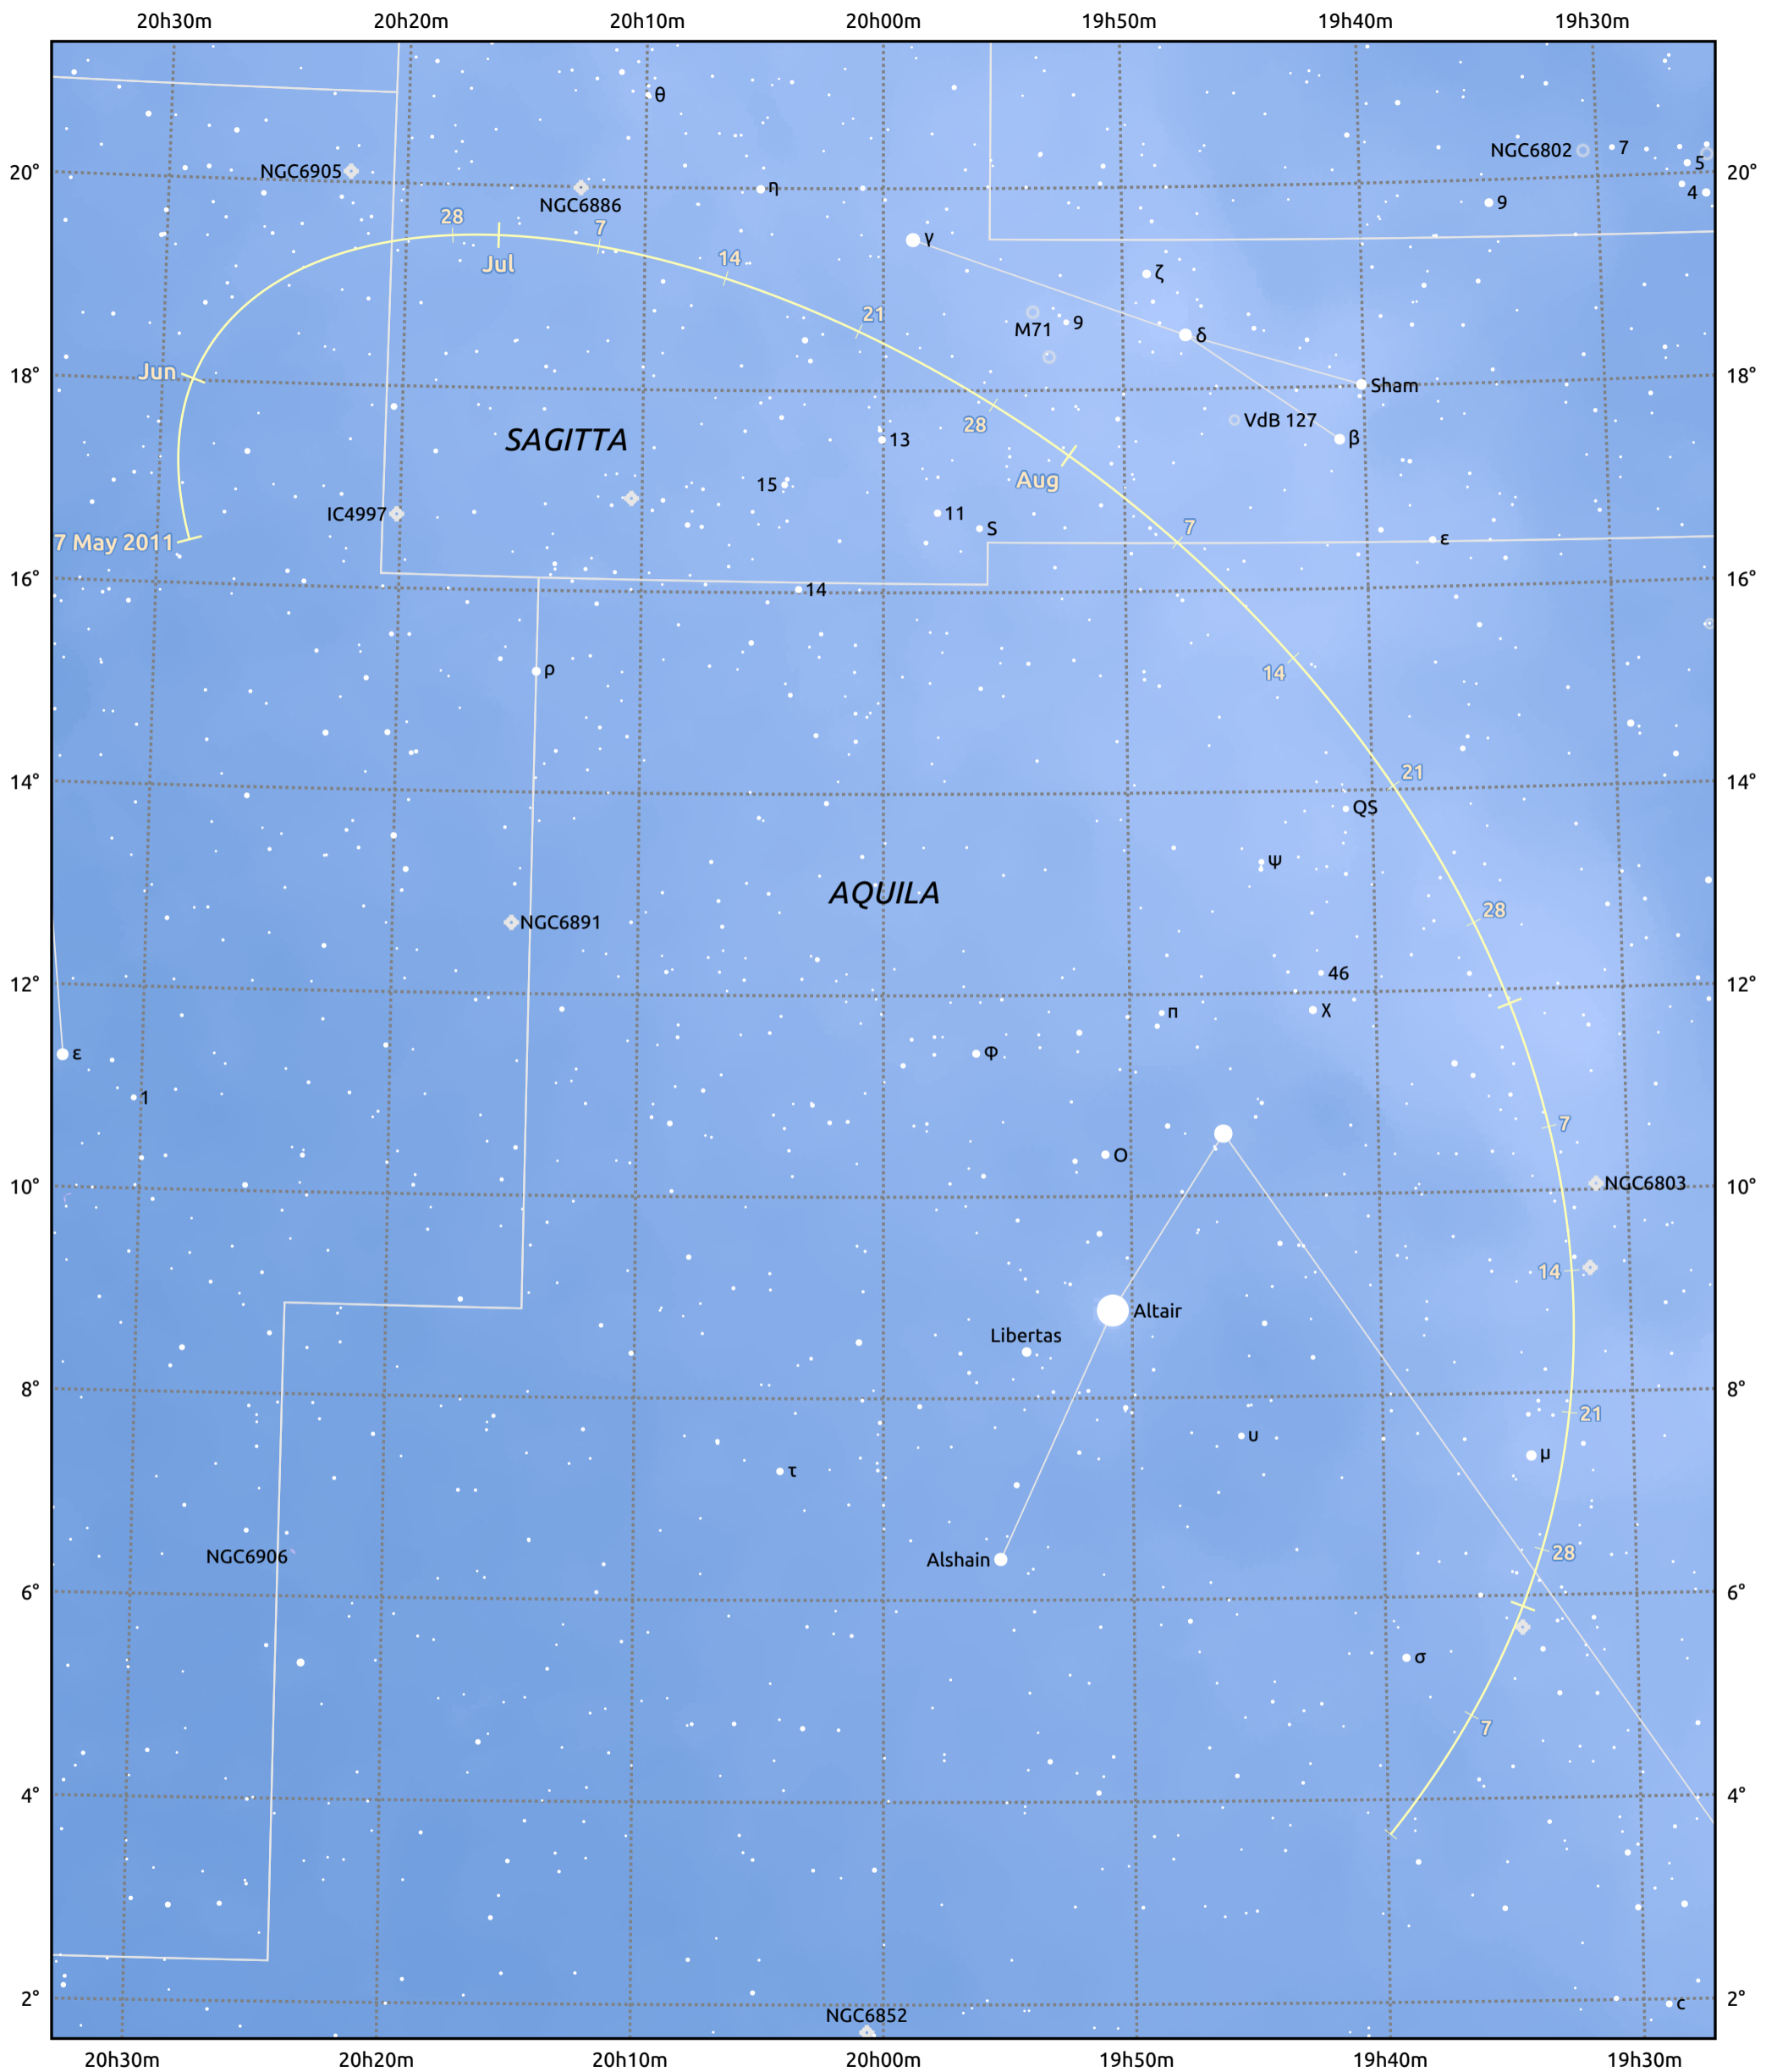 20h30m 20h20m 20h10m 20h00m 19h50m 19h40m 19h30m
θ
NGC6802 7
5
20° NGC6905 20°
η
4
NGC6886
9
28
7
γ
Jul
14
ζ
21
9
M71
δ
18° Jun 18°
Sham
VdB 127
28
β
SAGITTA
13
Aug
15
11
IC4997
S
7
ε
7 May 2011
16° 16°
14
ρ
14
21
14° 14°
QS
ψ
AQUILA
28
NGC6891
46
12° 12°
π
χ
ε
φ
1
7
ο
NGC6803
10° 10°
14
Altair
Libertas
8° 8°
21
υ
μ
τ
28
NGC6906
Alshain
6° 6°
σ
7
4° 4°
2° 2°
c
NGC6852
20h30m 20h20m 20h10m 20h00m 19h50m 19h40m 19h30m